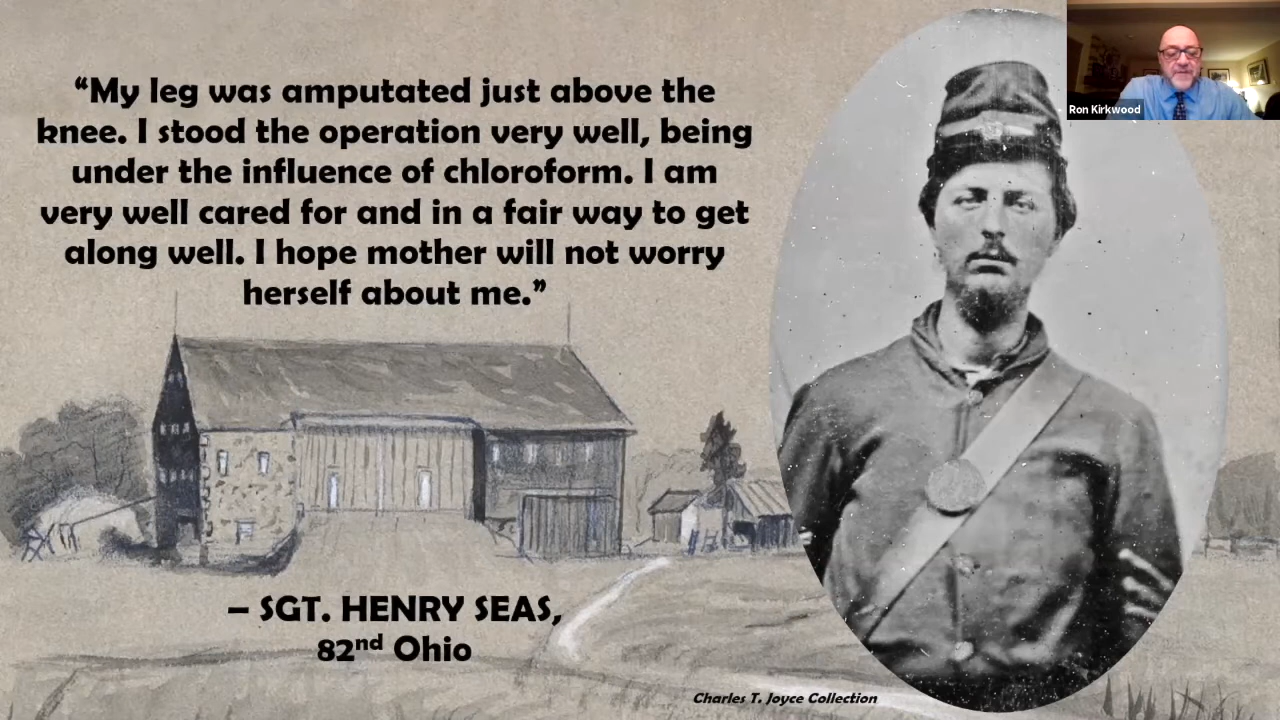 “My leg was amputated just above the
knee. I stood the operation very well, being
under the influence of chloroform. I am
very well cared for and in a fair way to get
along well. I hope mother will not worry
herself about me.”
– SGT. HENRY SEAS,
82nd Ohio
Charles T. Joyce Collection
Ron Kirkwood